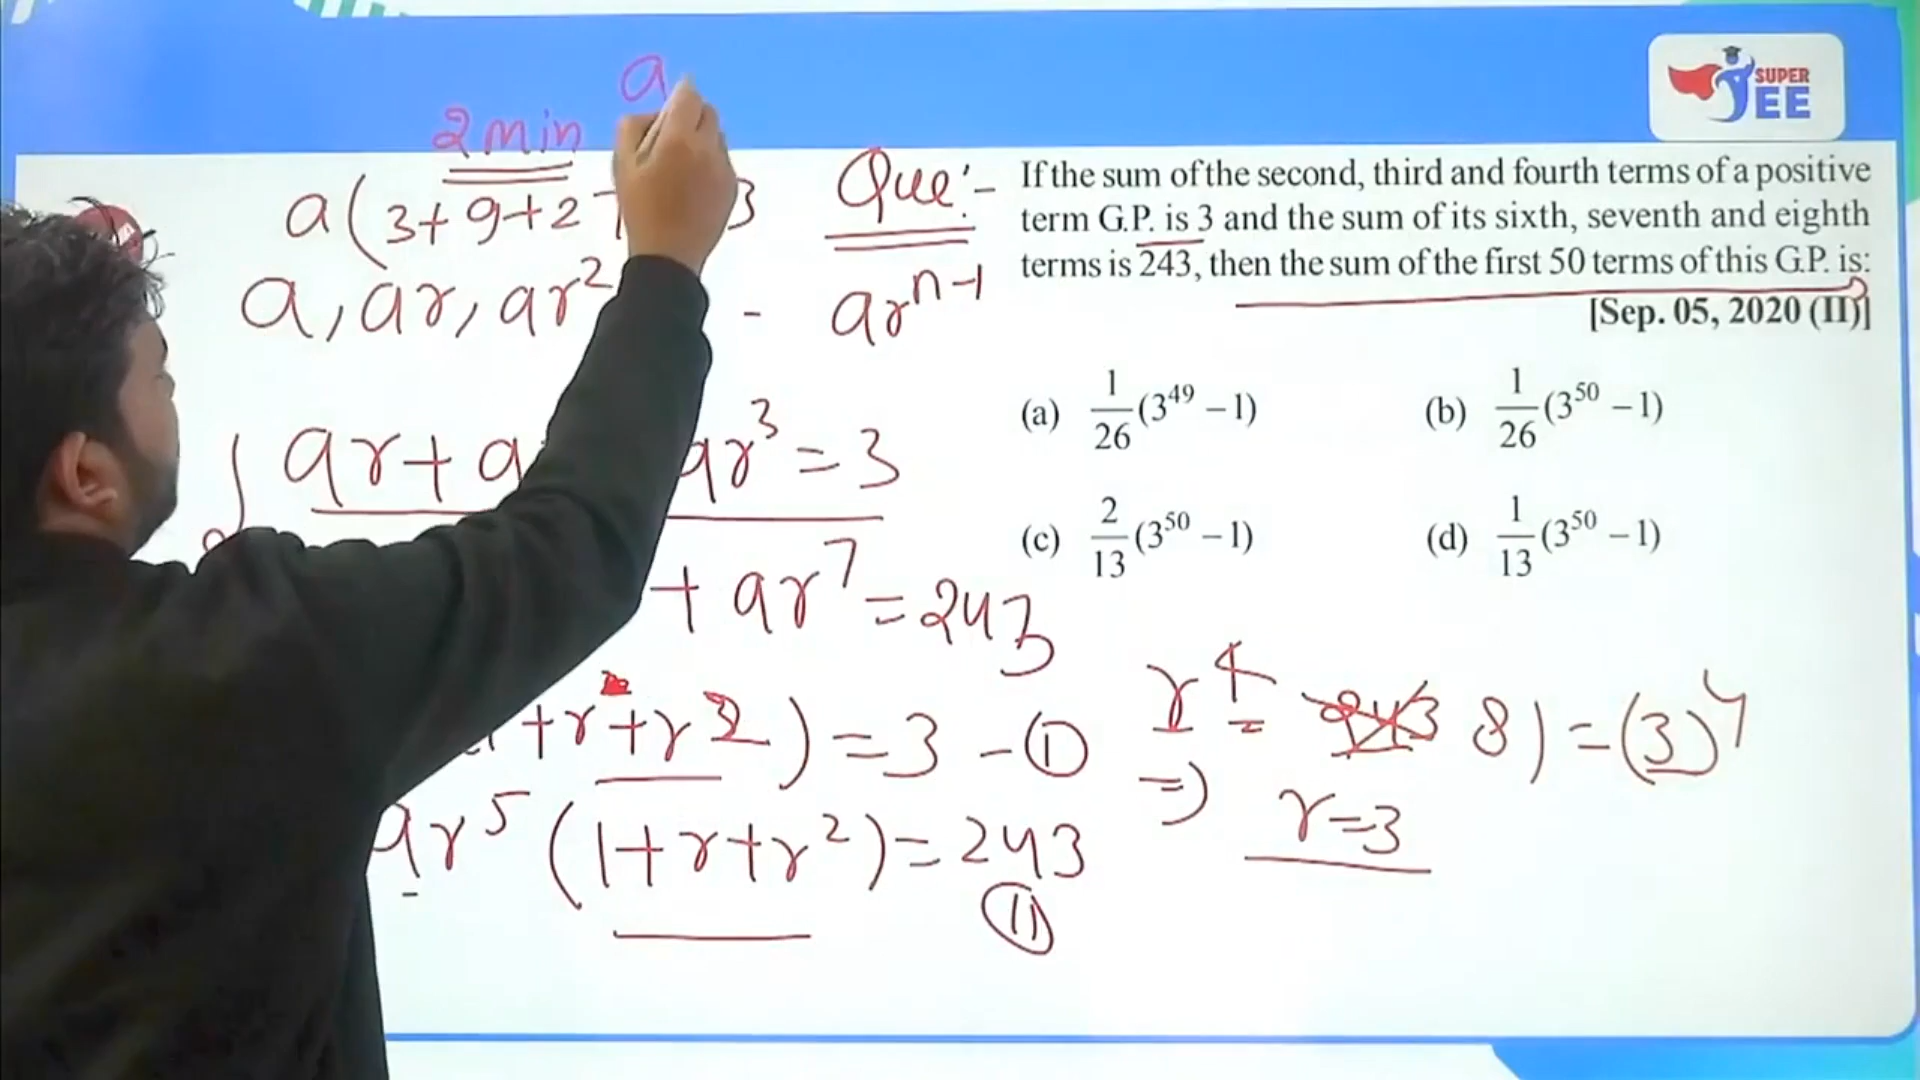 SUPER
JEE
a
2 min
a(3+9+27
3
Que:-
If the sum of the second, third and fourth terms of a positive
term G.P. is 3 and the sum of its sixth, seventh and eighth
terms is 243, then the sum of the first 50 terms of this G.P. is:
[Sep. 05, 2020 (II)]
a, ar, ar² - arⁿ⁻¹
(a) 1/26 (3⁴⁹ – 1)
(b) 1/26 (3⁵⁰ – 1)
(c) 2/13 (3⁵⁰ – 1)
(d) 1/13 (3⁵⁰ – 1)
ar + a ar³ = 3
+ ar⁷ = 243
+r+r2) = 3 - ①
ar⁵ (1+r+r²) = 243
⑪
r⁴ = 81 = (3)⁴
=> r=3